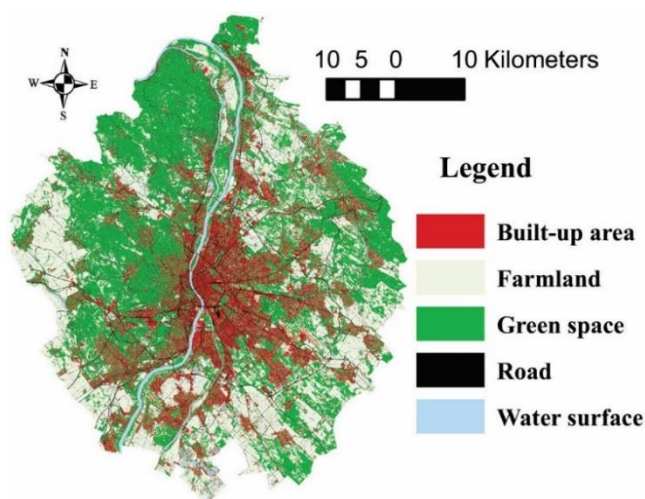 N
W E
S
10 5 0 10 Kilometers
Legend
Built-up area
Farmland
Green space
Road
Water surface